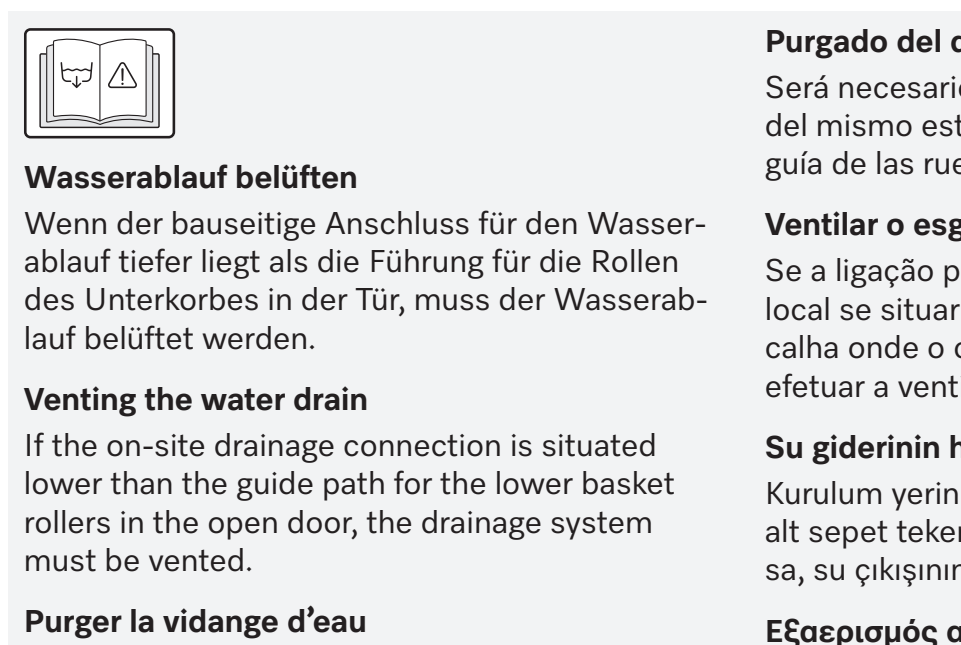 Wasserablauf belüften
Wenn der bauseitige Anschluss für den Wasser-
ablauf tiefer liegt als die Führung für die Rollen
des Unterkorbes in der Tür, muss der Wasserab-
lauf belüftet werden.
Venting the water drain
If the on-site drainage connection is situated
lower than the guide path for the lower basket
rollers in the open door, the drainage system
must be vented.
Purger la vidange d’eau
Purgado del
Será
del mismo
guía de las
Ventilar o
Se a ligação
local se situar
calha onde o
efetuar a
Su giderinin
Kurulum
alt sepet
sa, su
Εξαερισμός